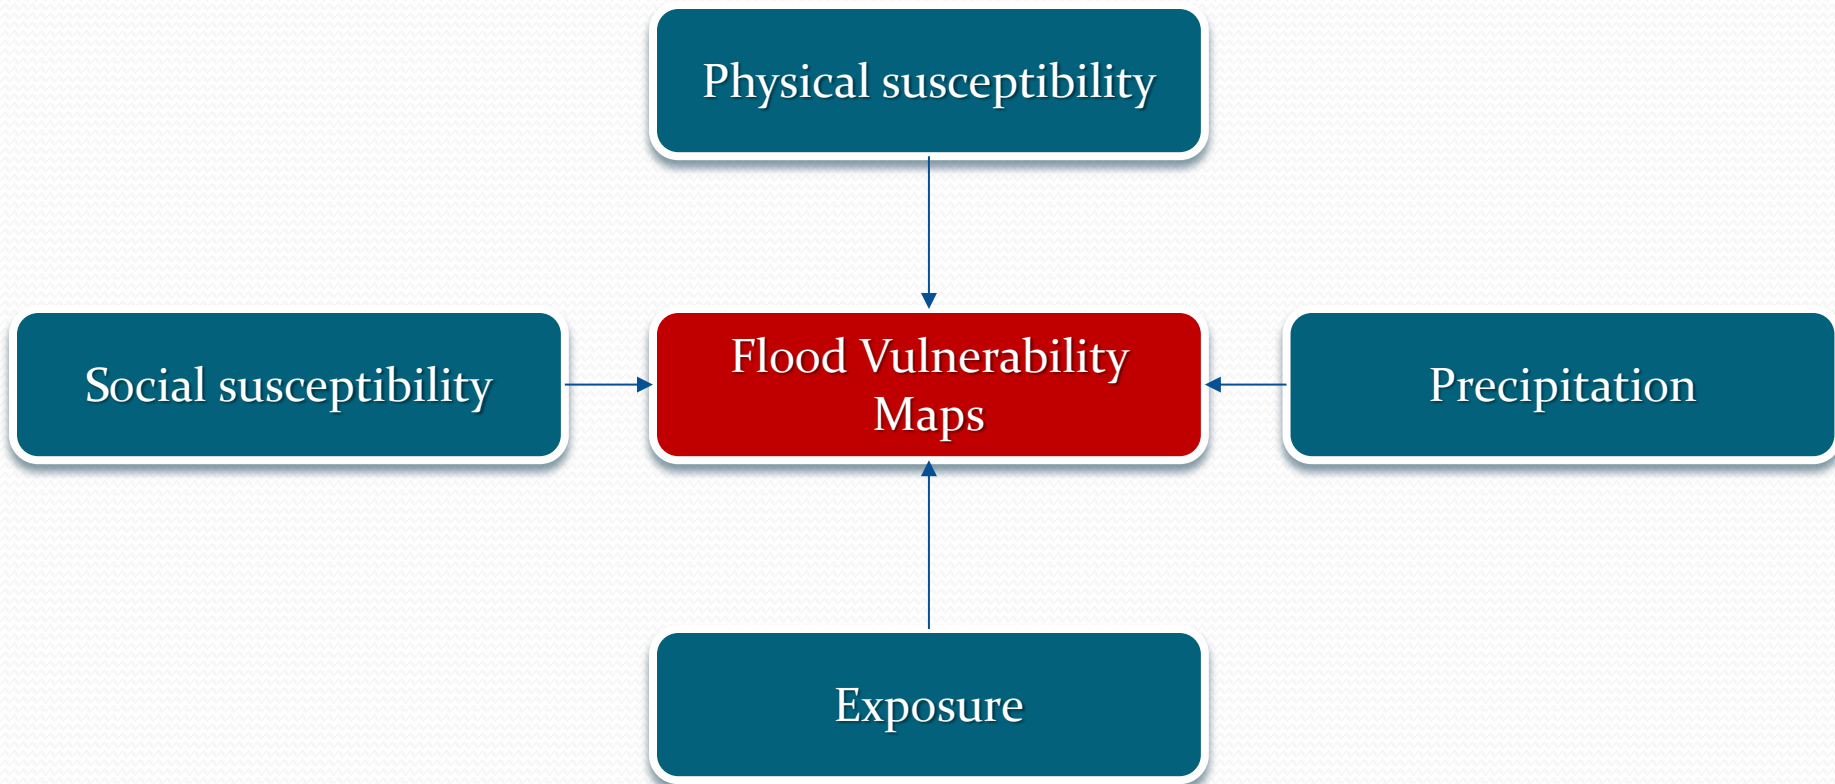 Physical susceptibility
Social susceptibility
Flood Vulnerability
Maps
Precipitation
Exposure